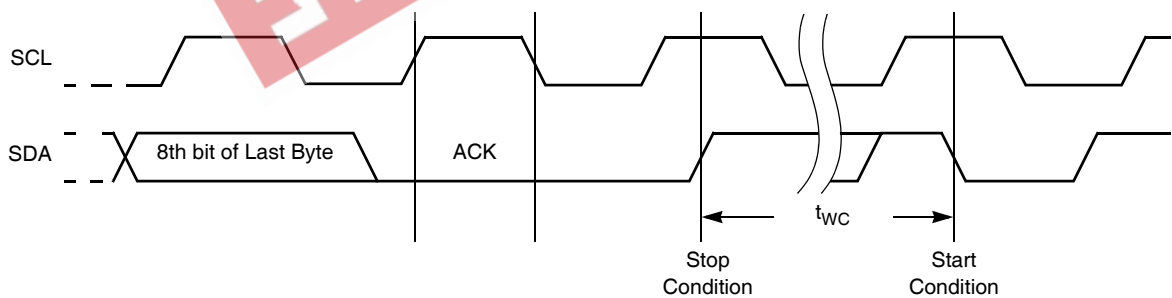 SCL
SDA
8th bit of Last Byte
ACK
tWC
Stop
Condition
Start
Condition